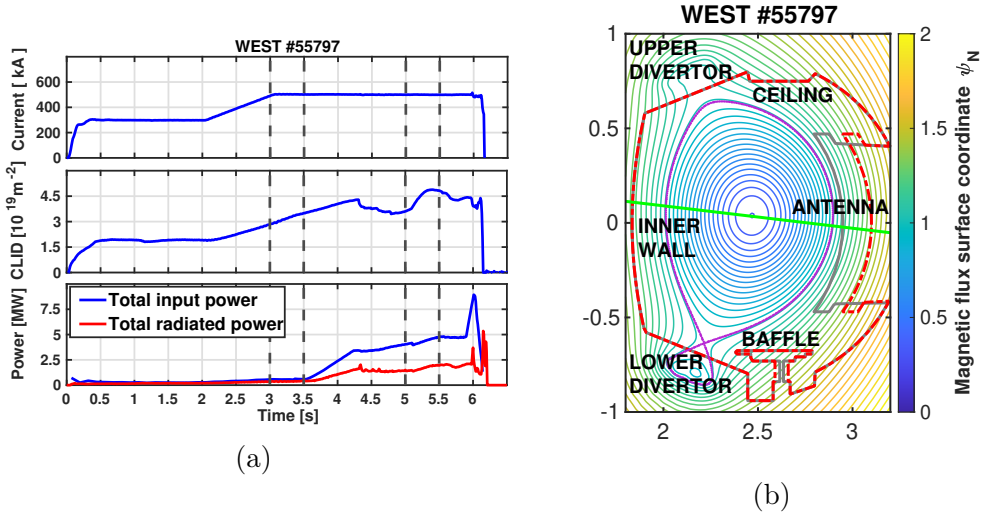 WEST #55797
Current [ kA]
600
400
200
0
CLID [10 19 m-2]
4.5
3
1.5
0
Power [MW]
10
7.5
5
2.5
0
Total input power
Total radiated power
0 0.5 1 1.5 2 2.5 3 3.5 4 4.5 5 5.5 6
Time [s]
(a)
WEST #55797
1
0.5
0
-0.5
-1
2 2.5 3
UPPER
DIVERTOR
CEILING
ANTENNA
INNER
WALL
BAFFLE
LOWER
DIVERTOR
2
1.5
1
0.5
0
Magnetic flux surface coordinate ψN
(b)